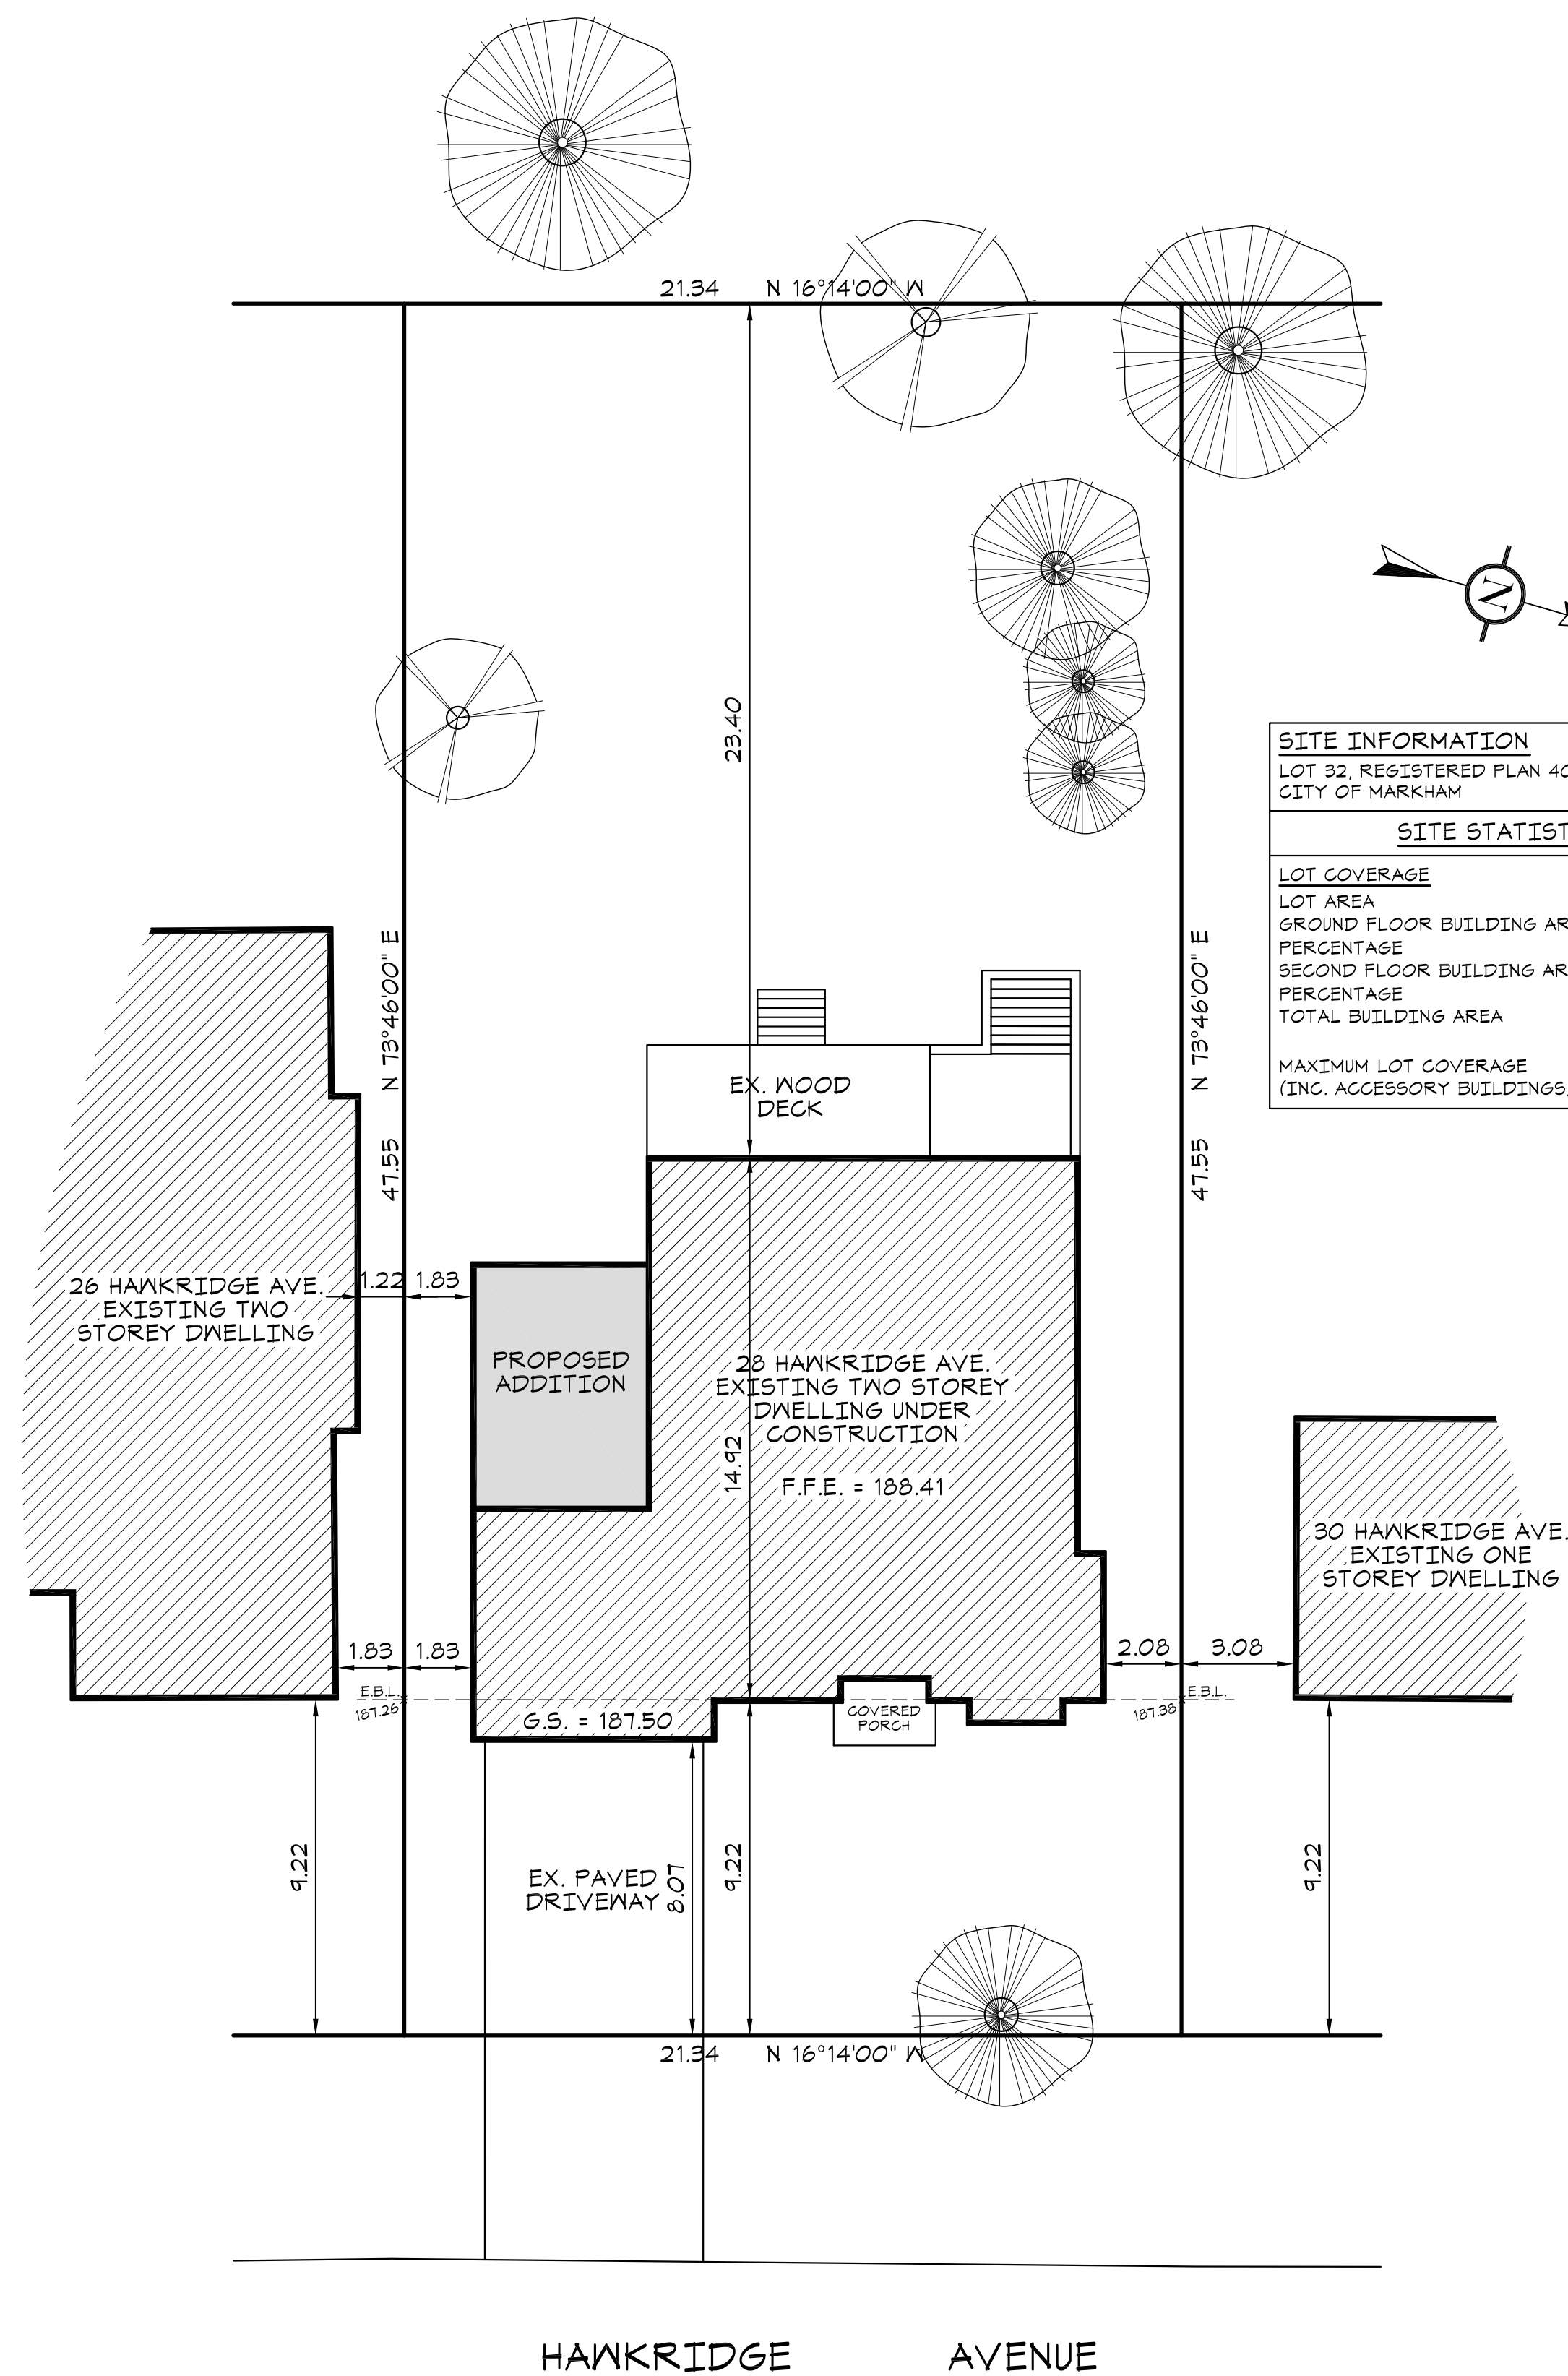 21.34 N 16°14'00" W
N
23.40
SITE INFORMATION
LOT 32, REGISTERED PLAN
CITY OF MARKHAM
SITE
LOT COVERAGE
LOT AREA
GROUND FLOOR BUILDING
PERCENTAGE
SECOND FLOOR BUILDING
PERCENTAGE
TOTAL BUILDING AREA
MAXIMUM LOT COVERAGE
(INC. ACCESSORY BUILDINGS,
47.55 N 73°46'00" E
47.55 N 73°46'00" E
EX. WOOD
DECK
26 HAWKRIDGE AVE.
EXISTING TWO
STOREY DWELLING
1.22
1.83
PROPOSED
ADDITION
28 HAWKRIDGE AVE.
EXISTING TWO STOREY
DWELLING UNDER
CONSTRUCTION
F.F.E. = 188.41
14.92
30 HAWKRIDGE AVE.
EXISTING ONE
STOREY DWELLING
1.83
1.83
2.08
3.08
E.B.L.
187.26
E.B.L.
187.38
G.S. = 187.50
COVERED
PORCH
9.22
EX. PAVED
DRIVEWAY
8.07
9.22
9.22
21.34 N 16°14'00" W
HAWKRIDGE AVENUE